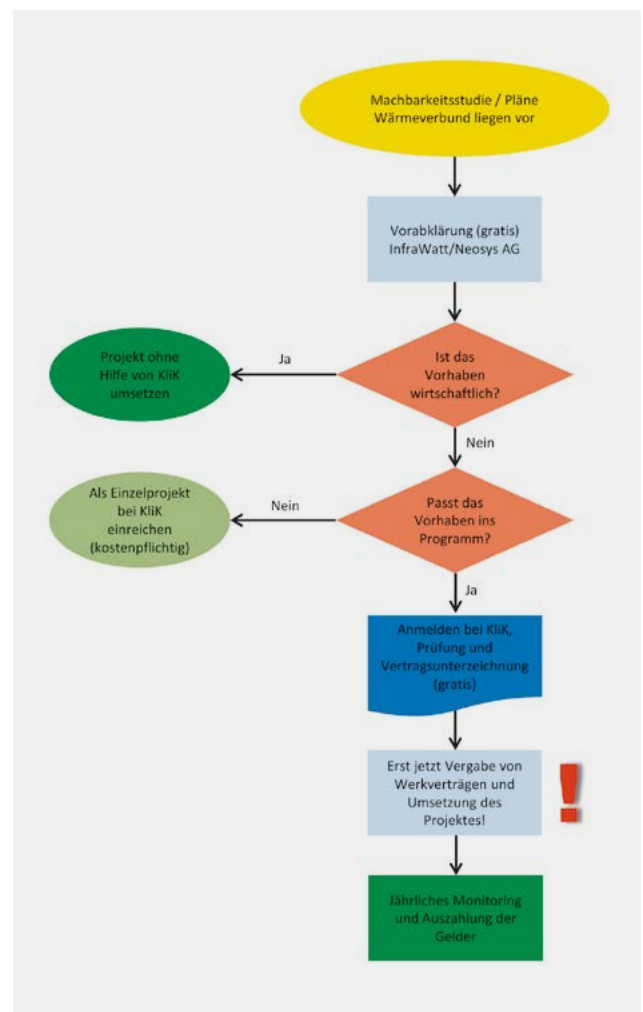 Machbarkeitsstudie / Pläne
Wärmeverbund liegen vor
Vorabklärung (gratis)
InfraWatt/Neosys AG
Ist das
Vorhaben
wirtschaftlich?
Ja
Projekt ohne
Hilfe von KliK
umsetzen
Nein
Passt das
Vorhaben ins
Programm?
Nein
Als Einzelprojekt
bei KliK
einreichen
(kostenpflichtig)
Ja
Anmelden bei KliK,
Prüfung und
Vertragsunterzeichnung
(gratis)
Erst jetzt Vergabe von
Werkverträgen und
Umsetzung des
Projektes!
!
Jährliches Monitoring
und Auszahlung der
Gelder